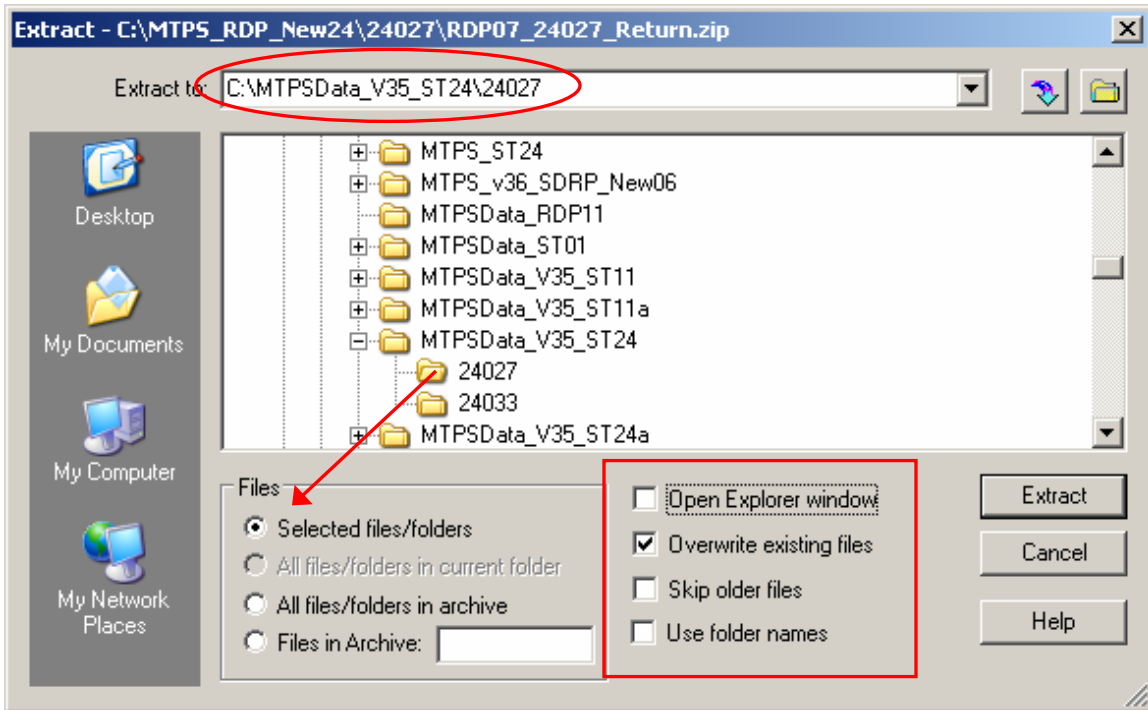 Extract - C:\MTPS_RDP_New24\24027\RDP07_24027_Return.zip
Extract to: C:\MTPSData_V35_ST24\24027
Desktop
My Documents
My Computer
My Network
Places
MTPS_ST24
MTPS_v36_SDRP_New06
MTPSData_RDP11
MTPSData_ST01
MTPSData_V35_ST11
MTPSData_V35_ST11a
MTPSData_V35_ST24
24027
24033
MTPSData_V35_ST24a
Files
Selected files/folders
All files/folders in current folder
All files/folders in archive
Files in Archive:
Open Explorer window
Overwrite existing files
Skip older files
Use folder names
Extract
Cancel
Help